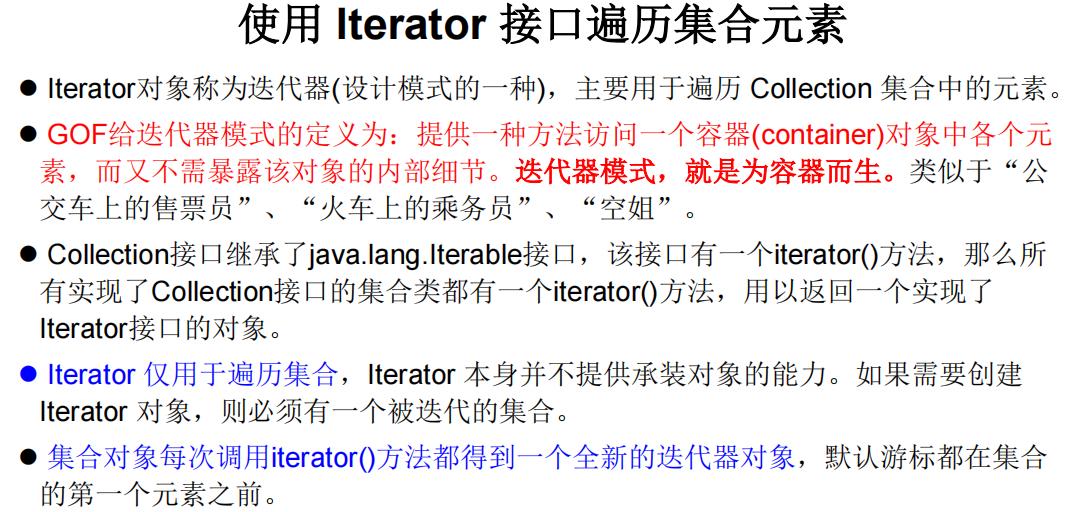 使用 Iterator 接口遍历集合元素
● Iterator对象称为迭代器(设计模式的一种)，主要用于遍历 Collection 集合中的元素。
● GOF给迭代器模式的定义为：提供一种方法访问一个容器(container)对象中各个元
素，而又不需暴露该对象的内部细节。迭代器模式，就是为容器而生。类似于“公
交车上的售票员”、“火车上的乘务员”、“空姐”。
● Collection接口继承了java.lang.Iterable接口，该接口有一个iterator()方法，那么所
有实现了Collection接口的集合类都有一个iterator()方法，用以返回一个实现了
Iterator接口的对象。
● Iterator 仅用于遍历集合，Iterator 本身并不提供承装对象的能力。如果需要创建
Iterator 对象，则必须有一个被迭代的集合。
● 集合对象每次调用iterator()方法都得到一个全新的迭代器对象，默认游标都在集合
的第一个元素之前。